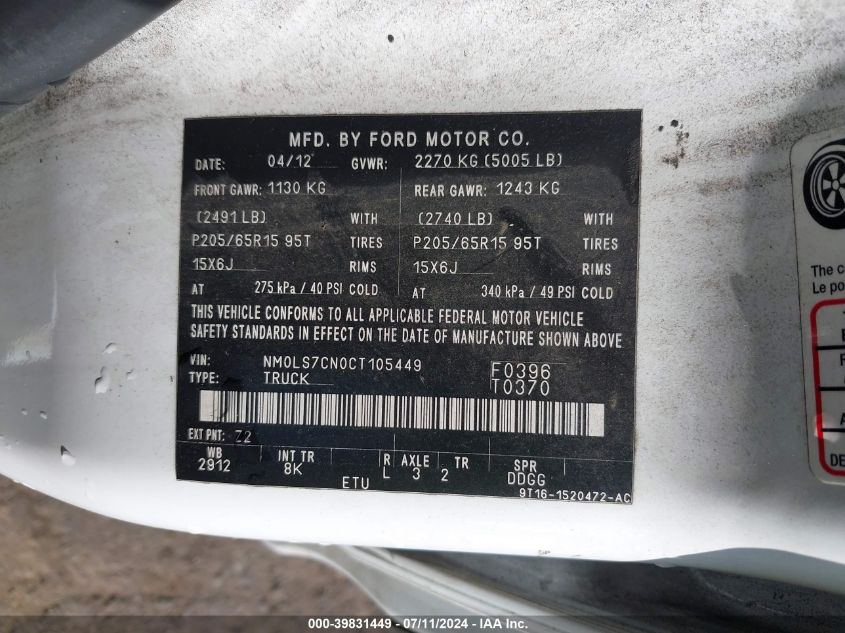 MFD. BY FORD MOTOR CO.
DATE: 04/12 GVWR: 2270 KG (5005 LB)
FRONT GAWR: 1130 KG REAR GAWR: 1243 KG
(2491 LB) WITH (2740 LB) WITH
P205/65R15 95T TIRES P205/65R15 95T TIRES
15X6J RIMS 15X6J RIMS
AT 275 kPa / 40 PSI COLD AT 340 kPa / 49 PSI COLD
THIS VEHICLE CONFORMS TO ALL APPLICABLE FEDERAL MOTOR VEHICLE
SAFETY STANDARDS IN EFFECT ON THE DATE OF MANUFACTURE SHOWN ABOVE
VIN: NM0LS7CN0CT105449 F0396
TYPE: TRUCK T0370
EXT PNT: Z2
WB INT TR R AXLE TR SPR
2912 8K L 3 2 DDGG
ETU 9T16-1520472-AC
The c
Le po
DE
000-39831449 - 07/11/2024 - IAA Inc.